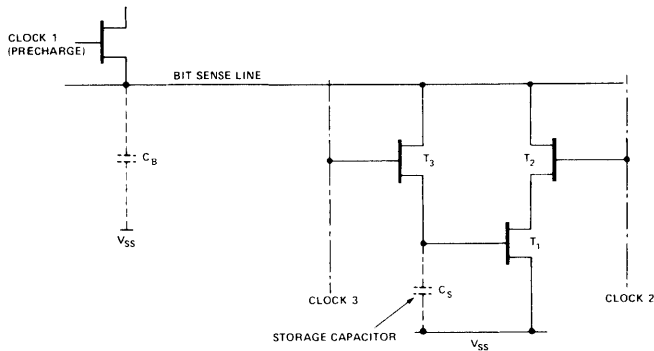 CLOCK 1
(PRECHARGE)
BIT SENSE LINE
C_B
V_SS
T_3
T_2
T_1
C_S
CLOCK 3
CLOCK 2
STORAGE CAPACITOR
V_SS